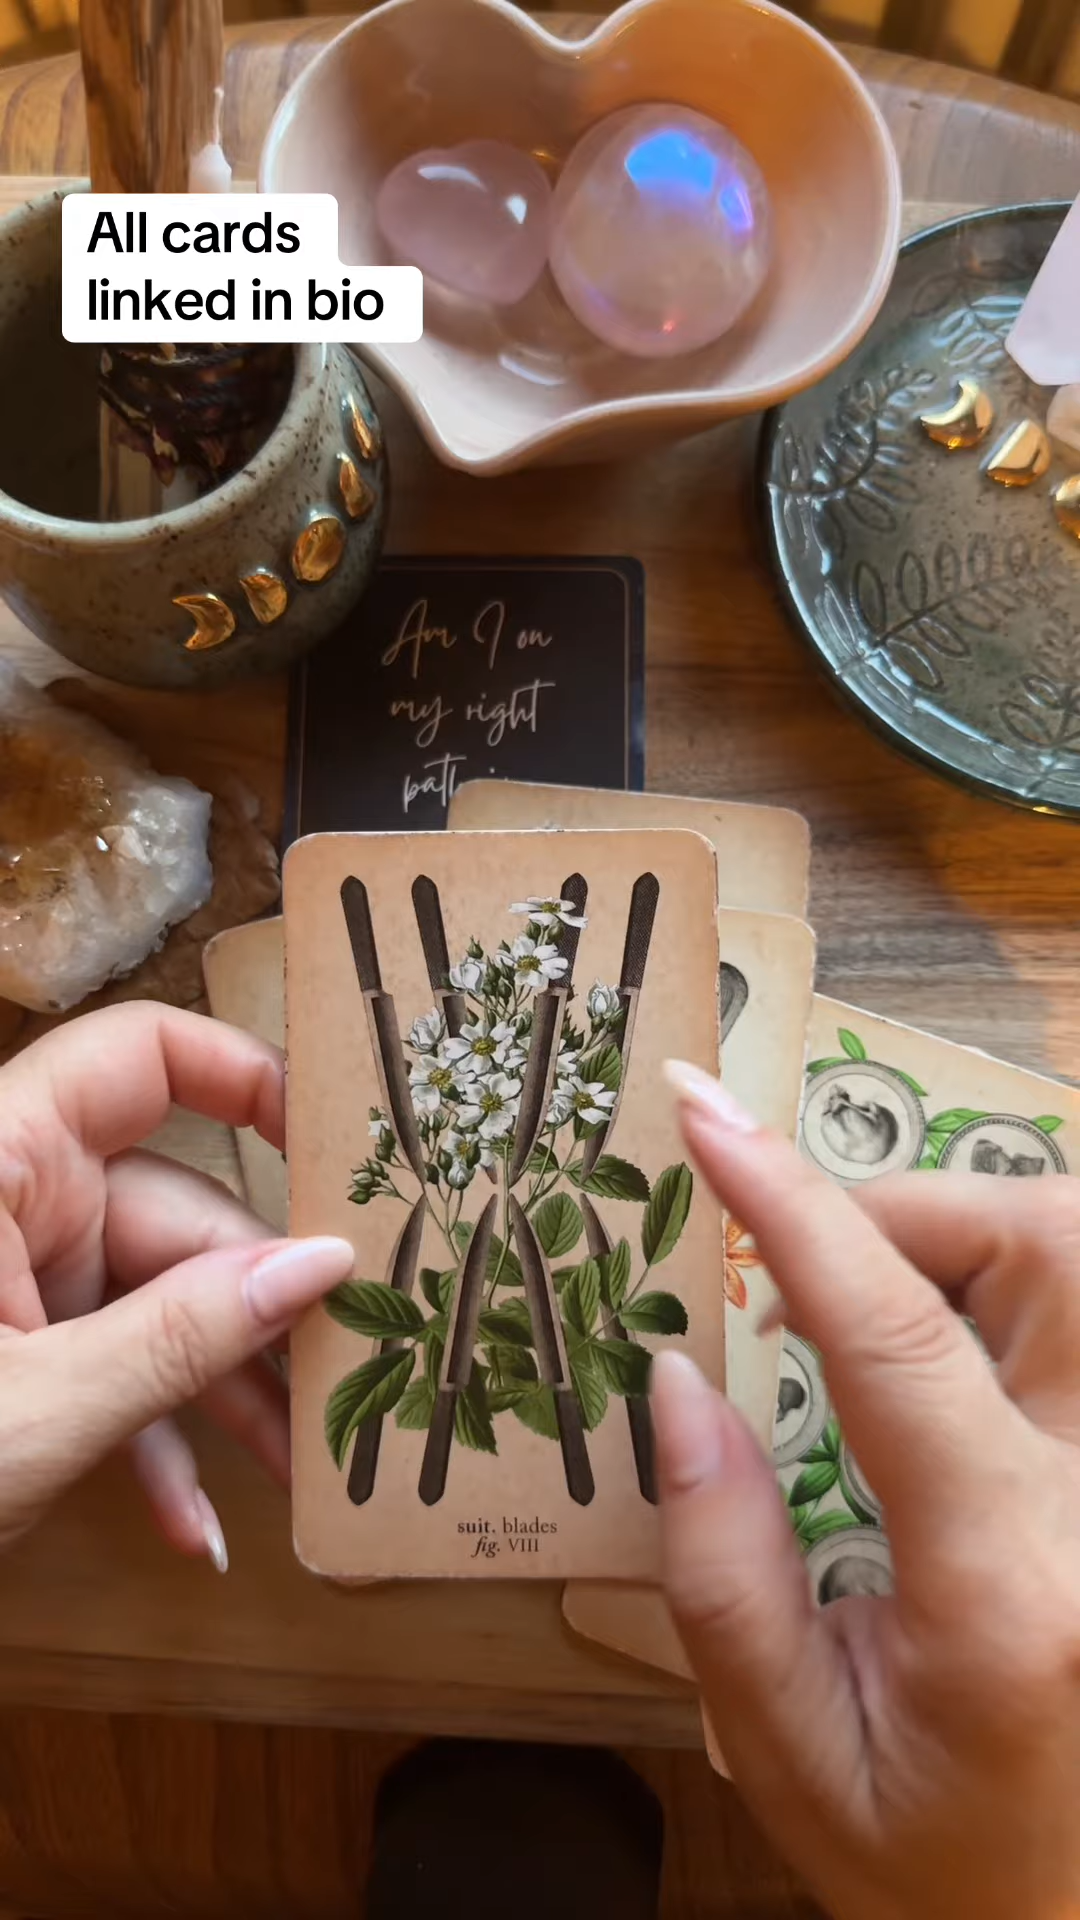 All cards
linked in bio
Am I on
my right
suit. blades
fig. VIII